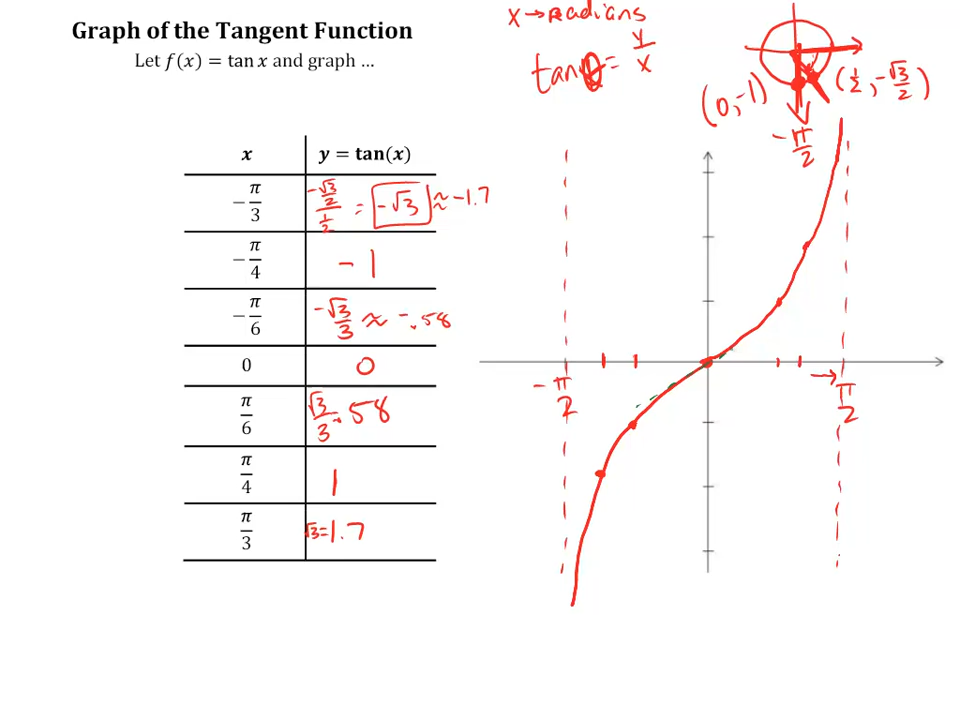 Graph of the Tangent Function
Let f(x) = tan x and graph ...
x → Radians
tan θ = y/x
(0, -1)
(1/2, -√3/2)
-π/2
x y = tan(x)
-π/3 (-√3/2)/(1/2) = -√3 ≈ -1.7
-π/4 -1
-π/6 -√3/3 ≈ -.58
0 0
π/6 √3/3 .58
π/4 1
π/3 √3=1.7
-π/2
→ π/2